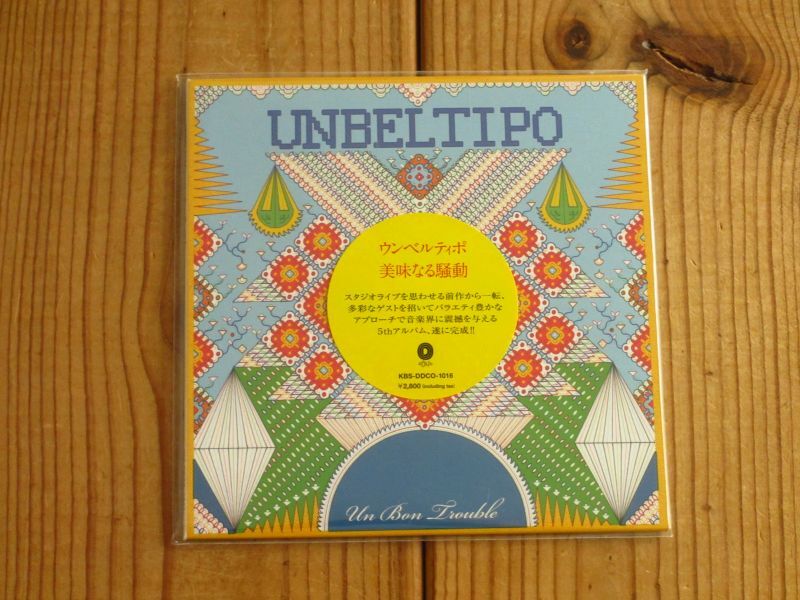 UNBELTIPO
ウンベルティポ
美味なる騒動
スタジオライブを思わせる前作から一転、
多彩なゲストを招いてバラエティ豊かな
アプローチで音楽界に震撼を与える
5thアルバム、遂に完成!!
KBS-DDCO-1016
¥2,800 (including tax)
Un Bon Trouble